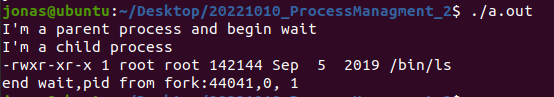 jonas@ubuntu:~/Desktop/20221010_ProcessManagment_2$ ./a.out
I'm a parent process and begin wait
I'm a child process
-rwxr-xr-x 1 root root 142144 Sep  5  2019 /bin/ls
end wait,pid from fork:44041,0, 1